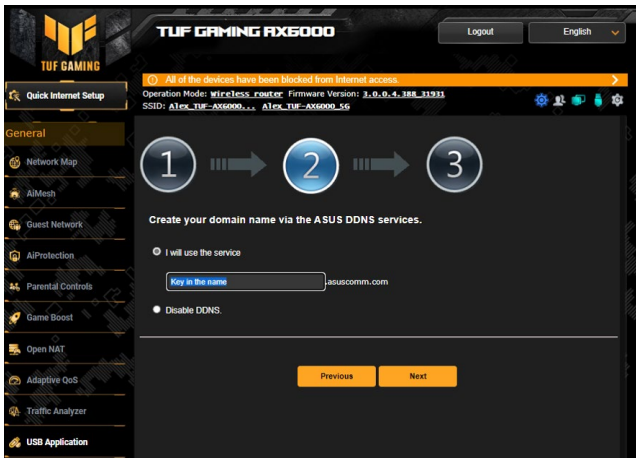 TUF GAMING
TUF GAMING AX6000
Logout
English
Quick Internet Setup
All of the devices have been blocked from Internet access.
Operation Mode: Wireless router Firmware Version: 3.0.0.4.388_31931
SSID: Alex_TUF-AX6000... Alex_TUF-AX6000_5G
General
Network Map
AiMesh
Guest Network
AiProtection
Parental Controls
Game Boost
Open NAT
Adaptive QoS
Traffic Analyzer
USB Application
1
2
3
Create your domain name via the ASUS DDNS services.
I will use the service
Key in the name .asuscomm.com
Disable DDNS.
Previous
Next